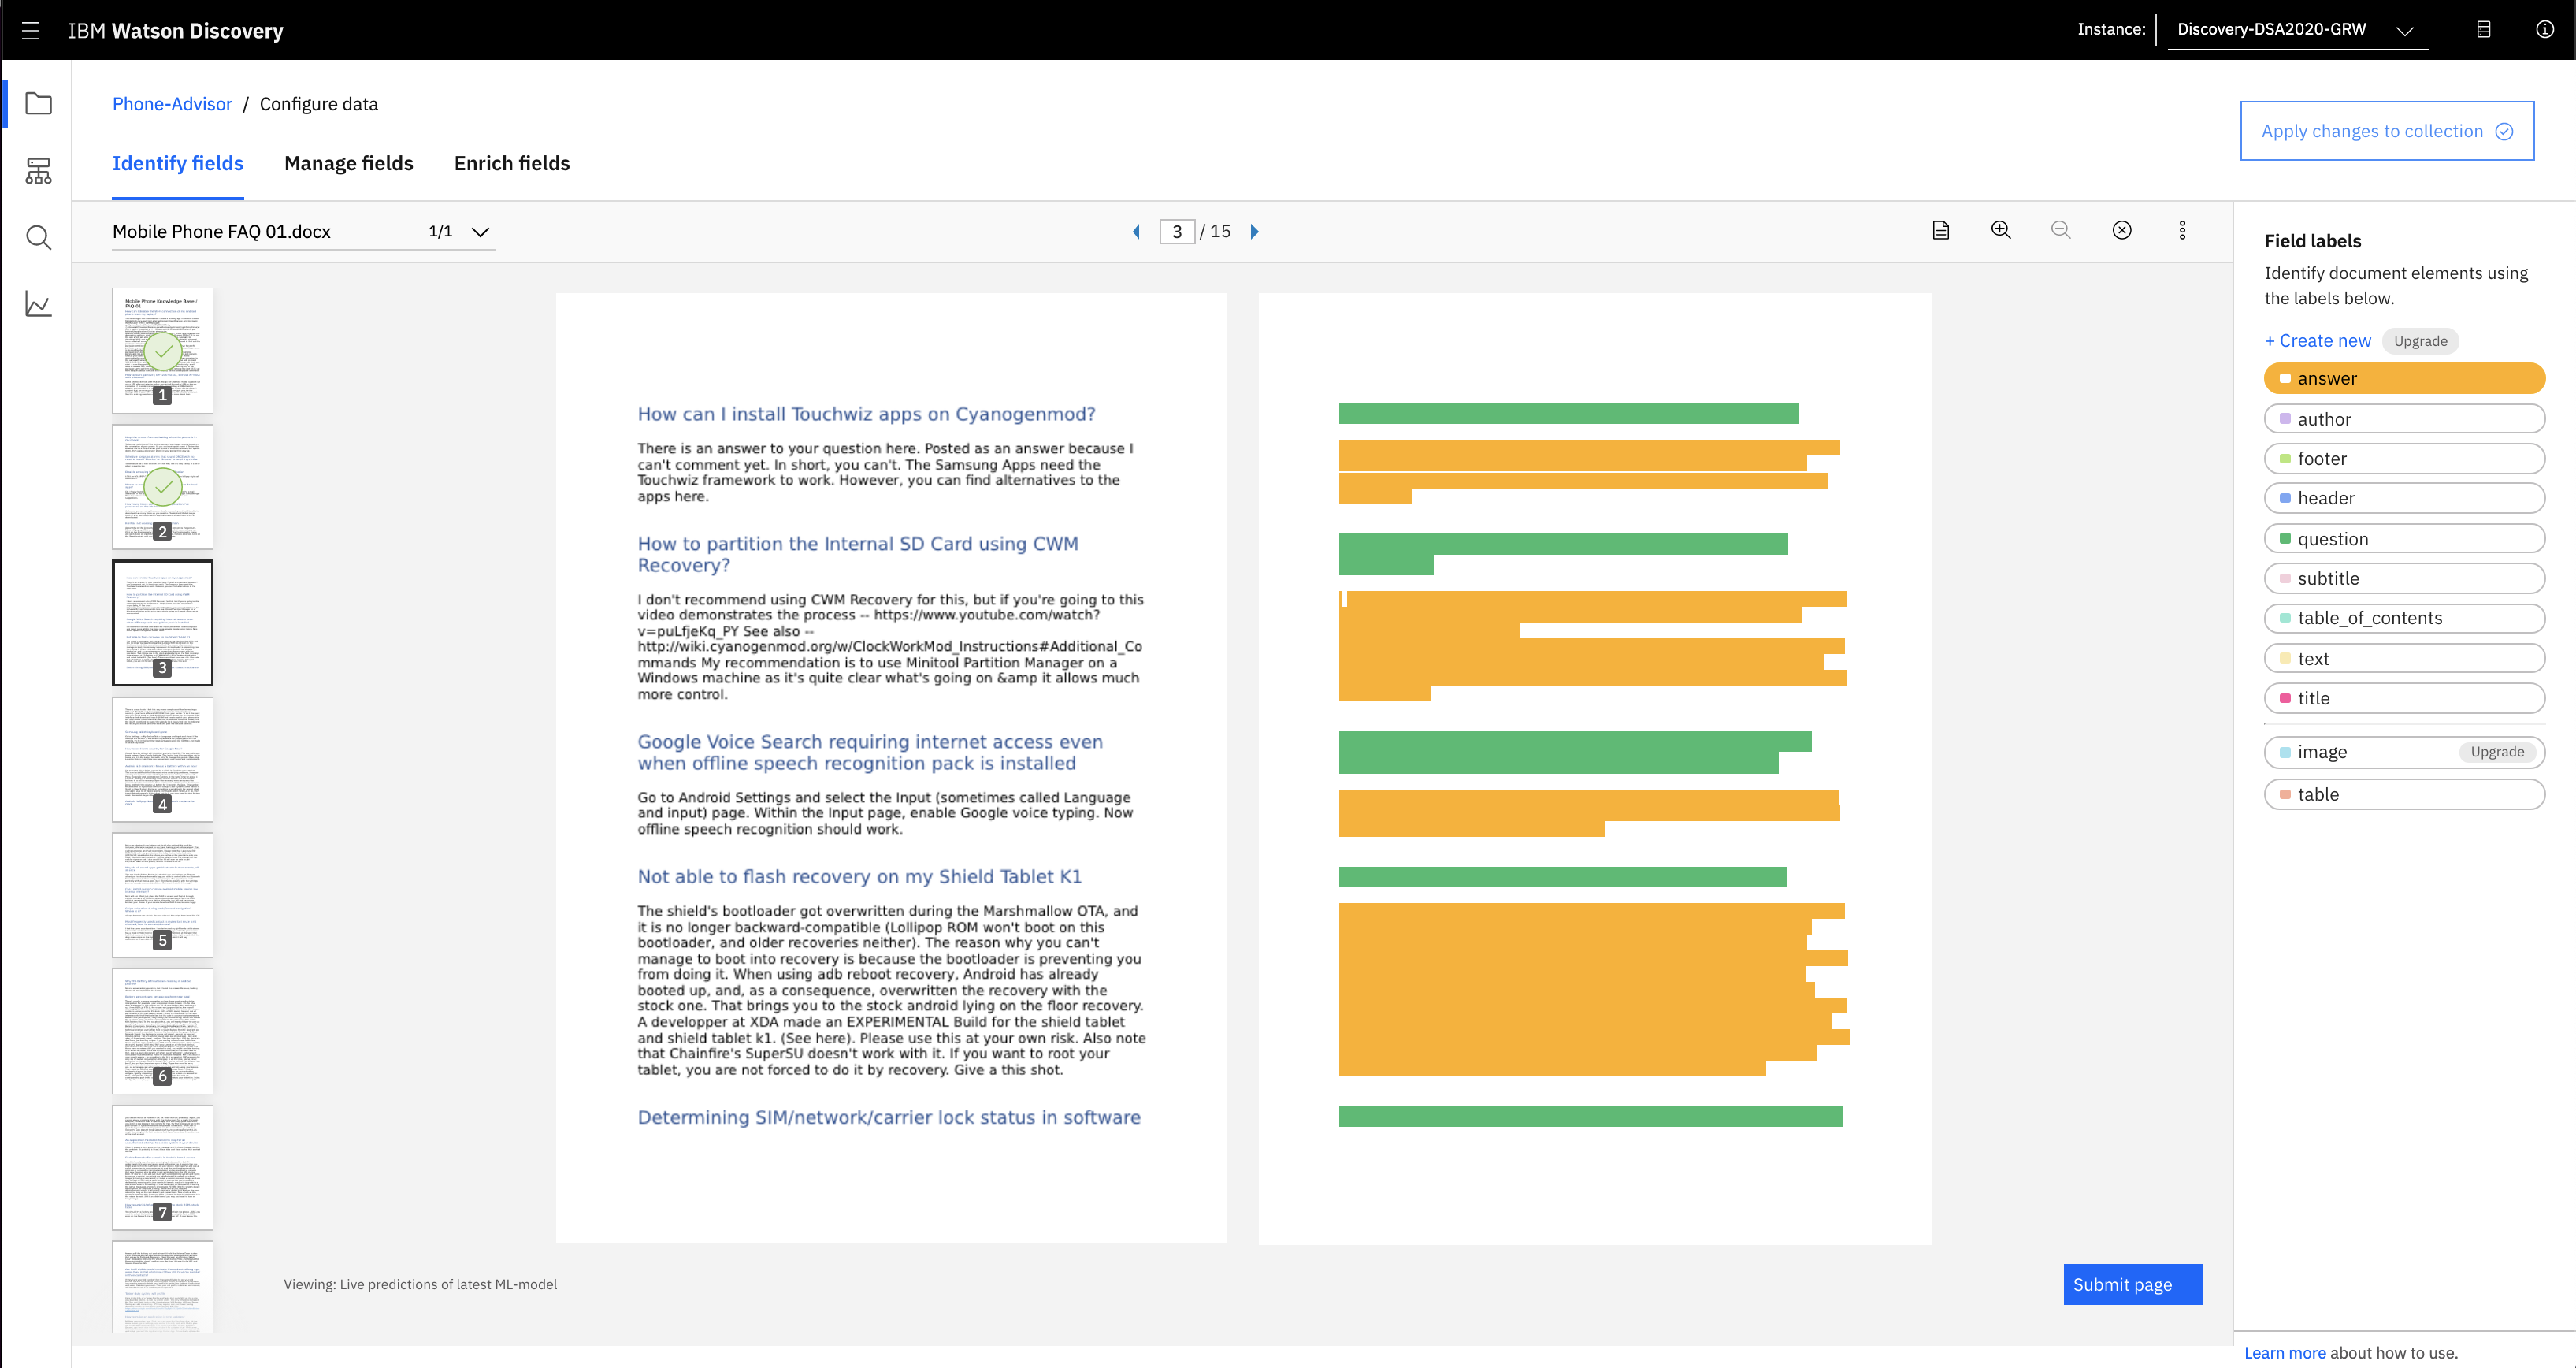 IBM Watson Discovery
Instance: Discovery-DSA2020-GRW
Phone-Advisor / Configure data
Apply changes to collection
Identify fields Manage fields Enrich fields
Mobile Phone FAQ 01.docx 1/1
3 / 15
Mobile Phone Knowledge Base /
FAQ 01
1
2
3
4
5
6
7
How can I install Touchwiz apps on Cyanogenmod?
There is an answer to your question here. Posted as an answer because I
can't comment yet. In short, you can't. The Samsung Apps need the
Touchwiz framework to work. However, you can find alternatives to the
apps here.
How to partition the Internal SD Card using CWM
Recovery?
I don't recommend using CWM Recovery for this, but if you're going to this
video demonstrates the process -- https://www.youtube.com/watch?
v=puLfjeKq_PY See also --
http://wiki.cyanogenmod.org/w/ClockWorkMod_Instructions#Additional_Co
mmands My recommendation is to use Minitool Partition Manager on a
Windows machine as it's quite clear what's going on &amp it allows much
more control.
Google Voice Search requiring internet access even
when offline speech recognition pack is installed
Go to Android Settings and select the Input (sometimes called Language
and input) page. Within the Input page, enable Google voice typing. Now
offline speech recognition should work.
Not able to flash recovery on my Shield Tablet K1
The shield's bootloader got overwritten during the Marshmallow OTA, and
it is no longer backward-compatible (Lollipop ROM won't boot on this
bootloader, and older recoveries neither). The reason why you can't
manage to boot into recovery is because the bootloader is preventing you
from doing it. When using adb reboot recovery, Android has already
booted up, and, as a consequence, overwritten the recovery with the
stock one. That brings you to the stock android lying on the floor recovery.
A developper at XDA made an EXPERIMENTAL Build for the shield tablet
and shield tablet k1. (See here). Please use this at your own risk. Also note
that Chainfire's SuperSU doesn't work with it. If you want to root your
tablet, you are not forced to do it by recovery. Give a this shot.
Determining SIM/network/carrier lock status in software
Viewing: Live predictions of latest ML-model
Submit page
Field labels
Identify document elements using
the labels below.
+ Create new Upgrade
answer
author
footer
header
question
subtitle
table_of_contents
text
title
image Upgrade
table
Learn more about how to use.